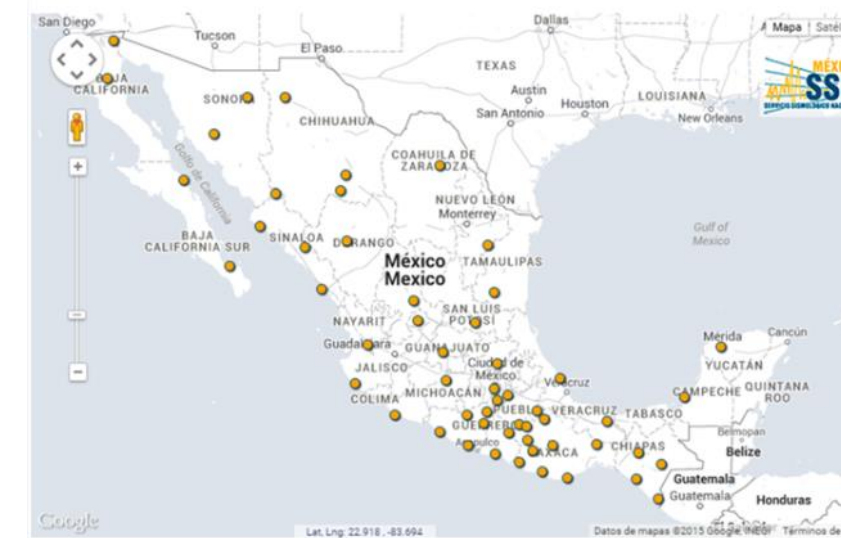 San Diego
Dallas
Mapa
Tucson
El Paso
TEXAS
CALIFORNIA
SONORA
CHIHUAHUA
Austin
San Antonio
Houston
LOUISIANA
New Orleans
SSN
COAHUILA DE
ZARAGOZA
Golfo de California
NUEVO LEÓN
Monterrey
BAJA
CALIFORNIA SUR
SINALOA
DURANGO
México
Mexico
TAMAULIPAS
Gulf of
Mexico
SAN LUIS
POTOSÍ
NAYARIT
Guadalajara
GUANAJUATO
JALISCO
Ciudad de
México
Veracruz
Mérida
Cancún
YUCATÁN
CAMPECHE
QUINTANA
ROO
COLIMA
MICHOACÁN
PUEBLA
VERACRUZ
TABASCO
GUERRERO
Acapulco
OAXACA
CHIAPAS
Belmopan
Belize
Guatemala
Guatemala
Honduras
Google
Lat, Lng: 22.918 , -83.694
Datos de mapas ©2015 Google, INEGI
Términos de